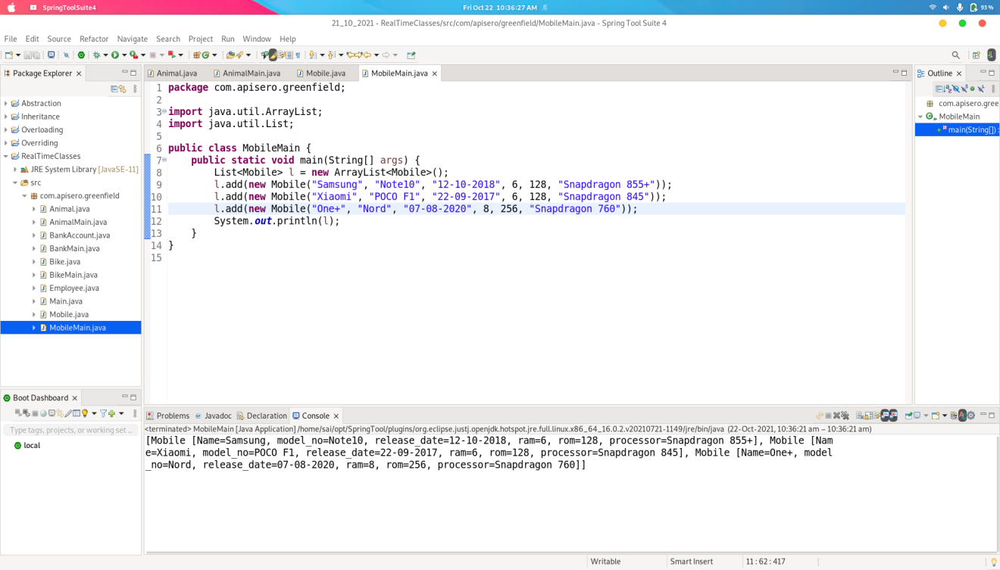 SpringToolSuite4
Fri Oct 22 10:36:27 AM
93 %
21_10_2021 - RealTimeClasses/src/com/apisero/greenfield/MobileMain.java - Spring Tool Suite 4
File Edit Source Refactor Navigate Search Project Run Window Help
Package Explorer
Abstraction
Inheritance
Overloading
Overriding
RealTimeClasses
JRE System Library [JavaSE-11]
src
com.apisero.greenfield
Animal.java
AnimalMain.java
BankAccount.java
BankMain.java
Bike.java
BikeMain.java
Employee.java
Main.java
Mobile.java
MobileMain.java
Boot Dashboard
Type tags, projects, or working set ...
local
Animal.java AnimalMain.java Mobile.java MobileMain.java
1 package com.apisero.greenfield;
2
3 import java.util.ArrayList;
4 import java.util.List;
5
6 public class MobileMain {
7 public static void main(String[] args) {
8 List<Mobile> l = new ArrayList<Mobile>();
9 l.add(new Mobile("Samsung", "Note10", "12-10-2018", 6, 128, "Snapdragon 855+"));
10 l.add(new Mobile("Xiaomi", "POCO F1", "22-09-2017", 6, 128, "Snapdragon 845"));
11 l.add(new Mobile("One+", "Nord", "07-08-2020", 8, 256, "Snapdragon 760"));
12 System.out.println(l);
13 }
14 }
15
Outline
com.apisero.gree
MobileMain
main(String[]) :
Problems Javadoc Declaration Console
<terminated> MobileMain [Java Application] /home/sai/opt/SpringTool/plugins/org.eclipse.justj.openjdk.hotspot.jre.full.linux.x86_64_16.0.2.v20210721-1149/jre/bin/java (22-Oct-2021, 10:36:21 am – 10:36:21 am)
[Mobile [Name=Samsung, model_no=Note10, release_date=12-10-2018, ram=6, rom=128, processor=Snapdragon 855+], Mobile [Nam
e=Xiaomi, model_no=POCO F1, release_date=22-09-2017, ram=6, rom=128, processor=Snapdragon 845], Mobile [Name=One+, model
_no=Nord, release_date=07-08-2020, ram=8, rom=256, processor=Snapdragon 760]]
Writable Smart Insert 11 : 62 : 417